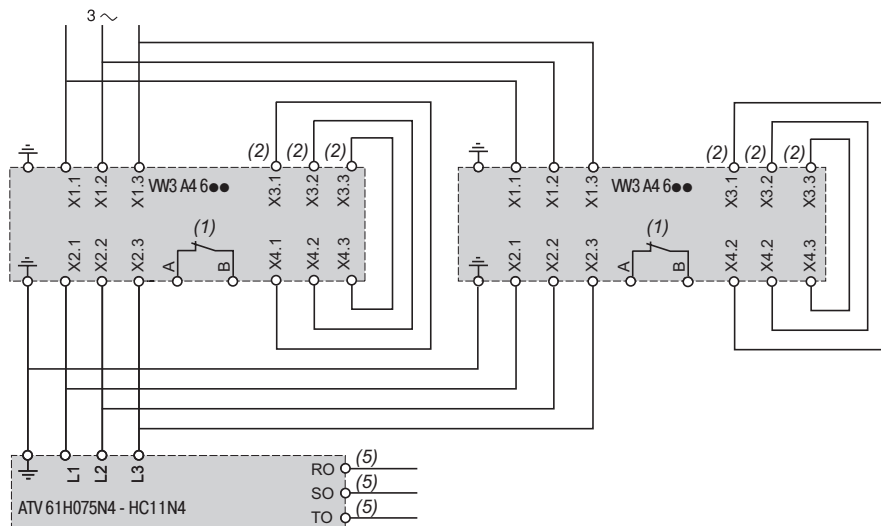 3 ~
(2) (2) (2)
(2) (2) (2)
X1.1 X1.2 X1.3 VW3 A4 6●● X3.1 X3.2 X3.3
X1.1 X1.2 X1.3 VW3 A4 6●● X3.1 X3.2 X3.3
(1)
(1)
X2.1 X2.2 X2.3 A B X4.1 X4.2 X4.3
X2.1 X2.2 X2.3 A B X4.2 X4.2 X4.3
L1 L2 L3
RO (5)
SO (5)
ATV 61H075N4 - HC11N4
TO (5)